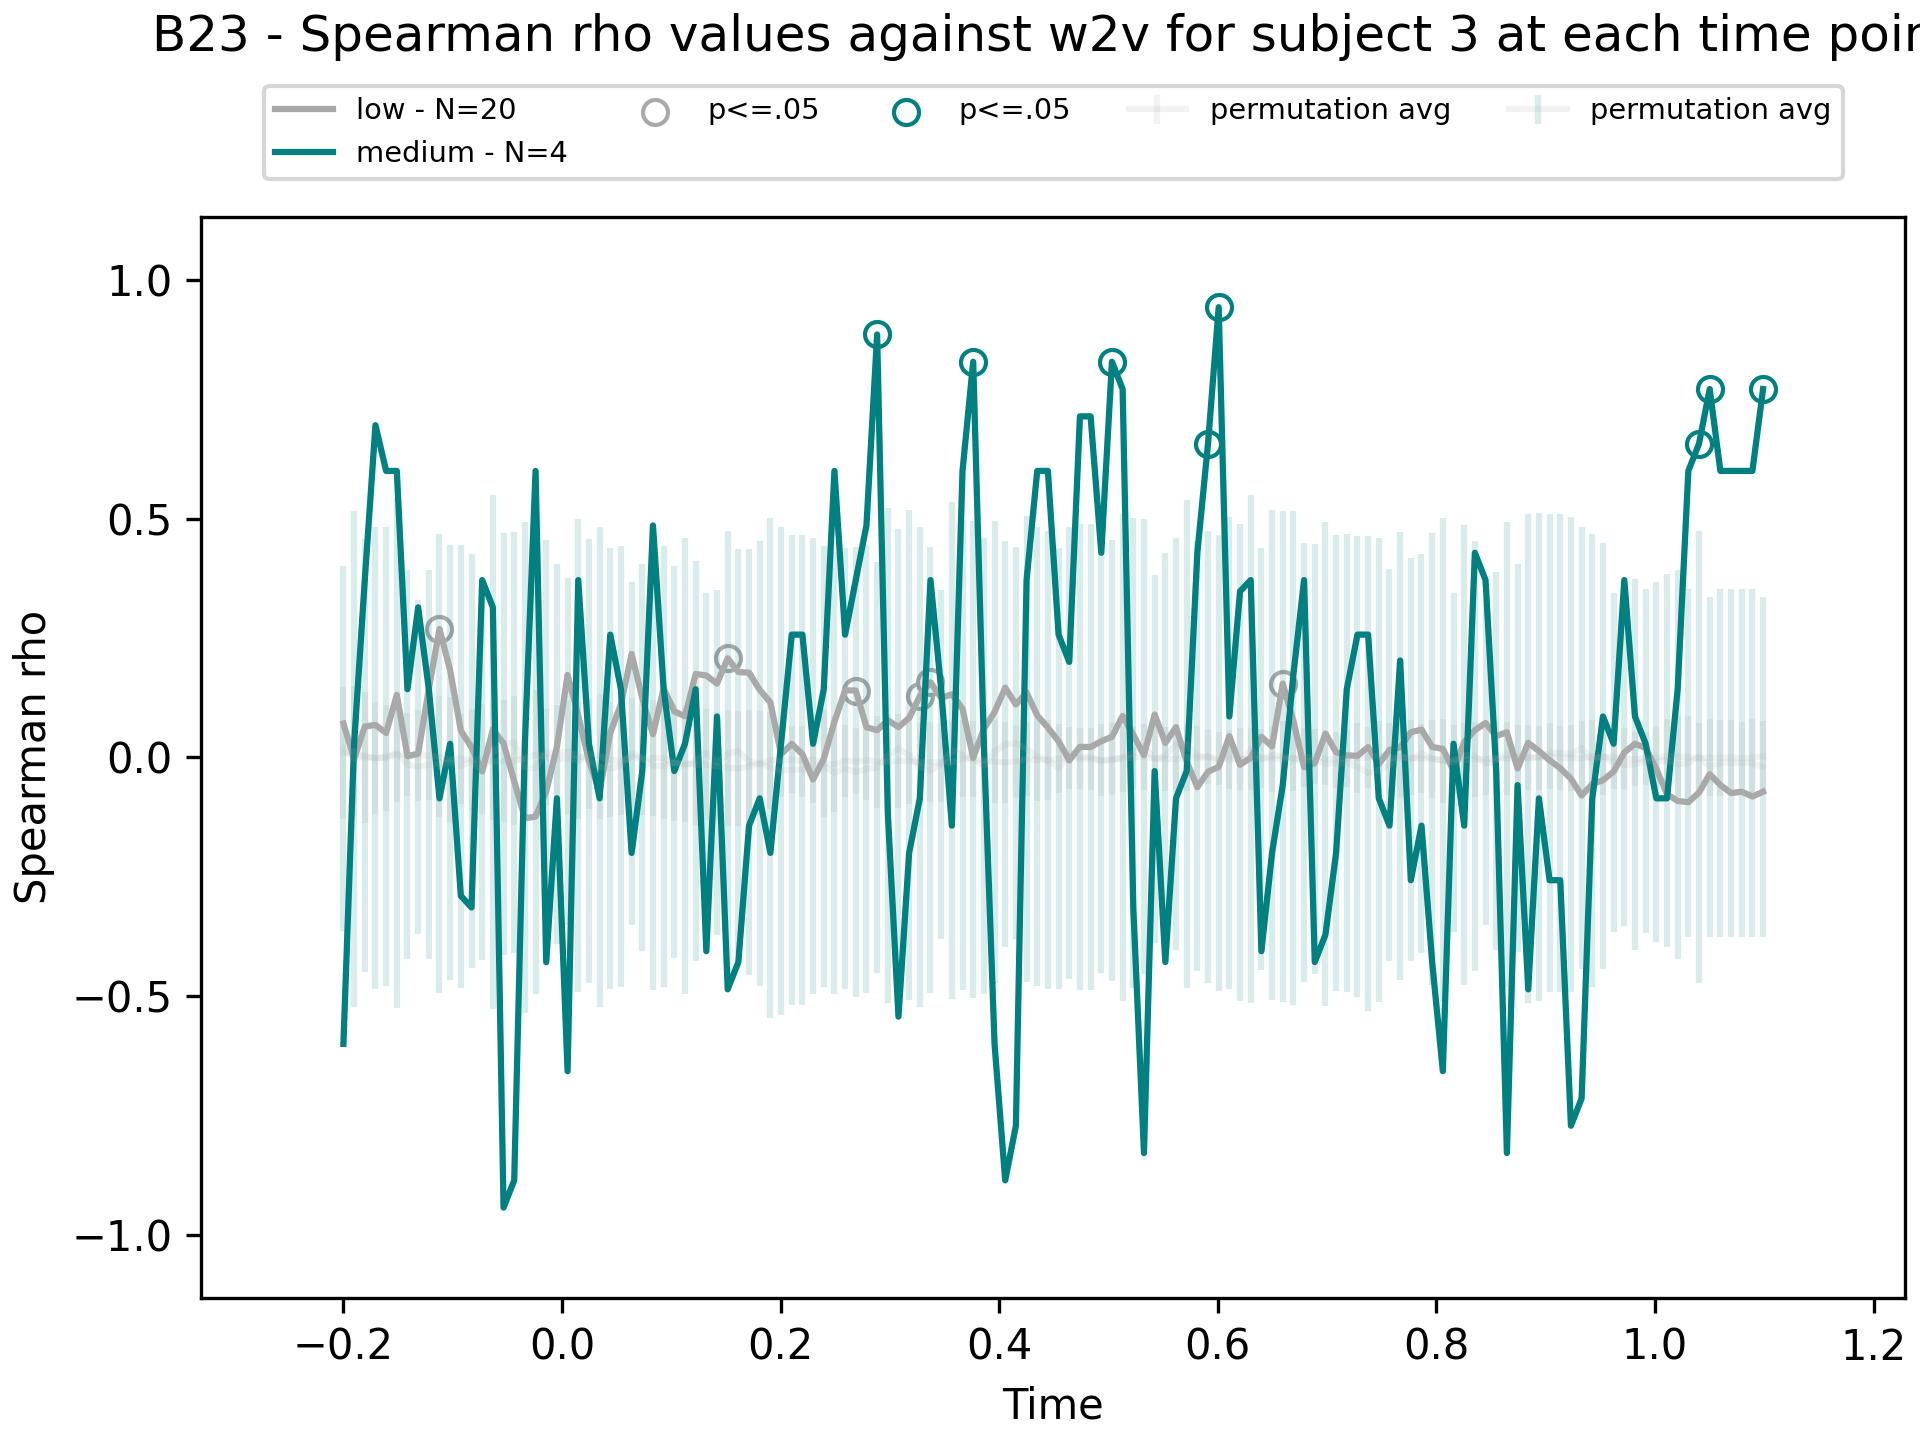 B23 - Spearman rho values against w2v for subject 3 at each time poin
low - N=20
medium - N=4
p<=.05
p<=.05
permutation avg
permutation avg
Spearman rho
1.0
0.5
0.0
−0.5
−1.0
−0.2 0.0 0.2 0.4 0.6 0.8 1.0 1.2
Time